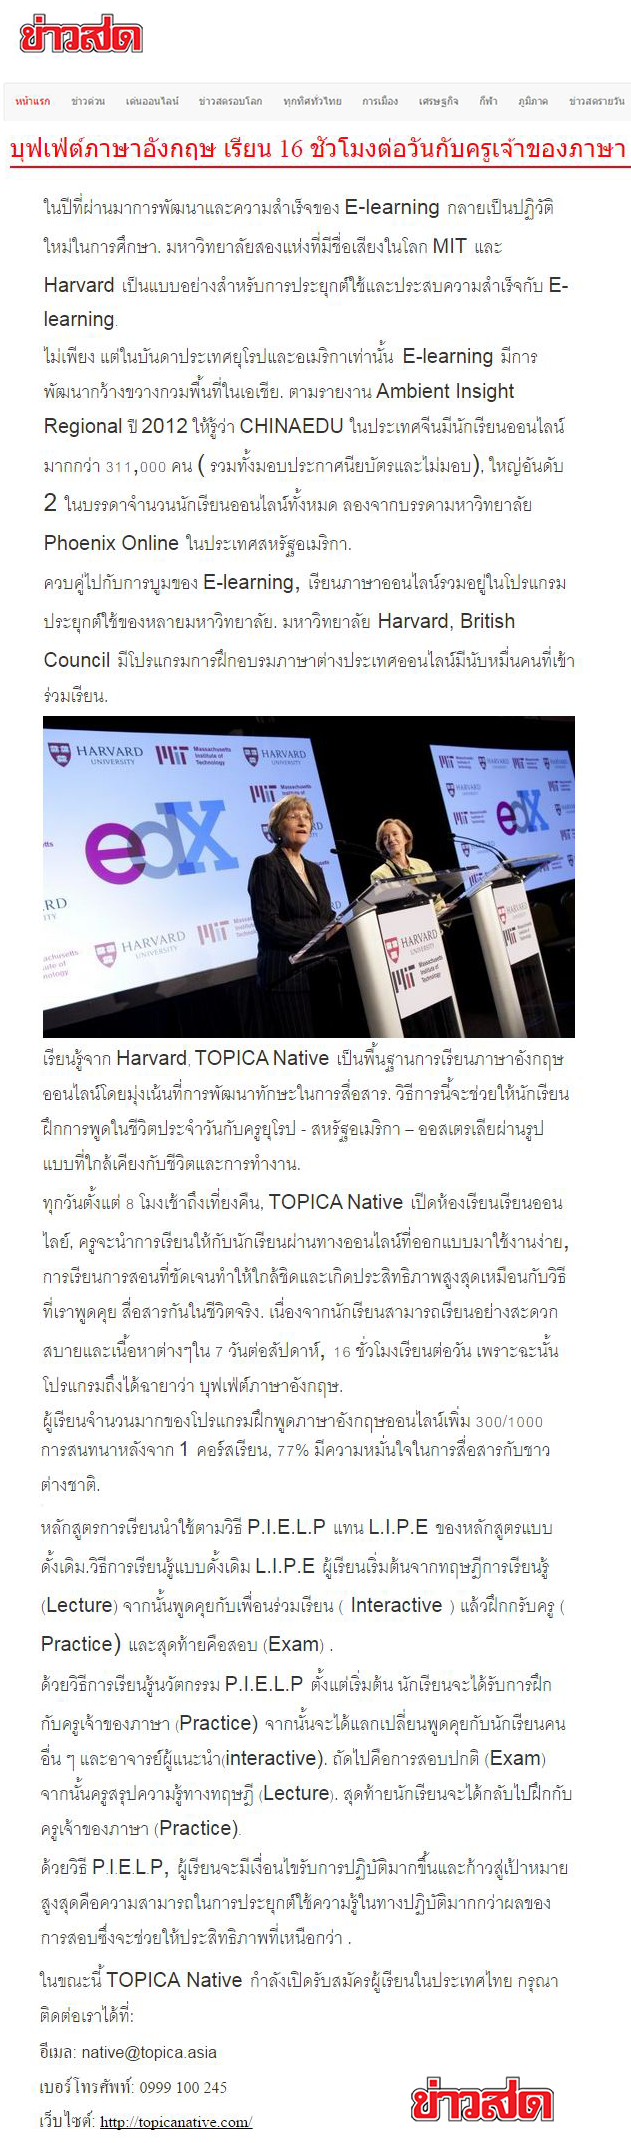 ข่าวสด
หน้าแรก ข่าวด่วน เด่นออนไลน์ ข่าวสดรอบโลก ทุกทิศทั่วไทย การเมือง เศรษฐกิจ กีฬา ภูมิภาค ข่าวสดรายวัน
บุฟเฟ่ต์ภาษาอังกฤษ เรียน 16 ชั่วโมงต่อวันกับครูเจ้าของภาษา
ในปีที่ผ่านมาการพัฒนาและความสำเร็จของ E-learning กลายเป็นปฏิวัติ
ใหม่ในการศึกษา. มหาวิทยาลัยสองแห่งที่มีชื่อเสียงในโลก MIT และ
Harvard เป็นแบบอย่างสำหรับการประยุกต์ใช้และประสบความสำเร็จกับ E-
learning.
ไม่เพียง แต่ในบันดาประเทศยุโรปและอเมริกาเท่านั้น E-learning มีการ
พัฒนากว้างขวางกวมพื้นที่ในเอเชีย. ตามรายงาน Ambient Insight
Regional ปี 2012 ให้รู้ว่า CHINAEDU ในประเทศจีนมีนักเรียนออนไลน์
มากกว่า 311,000 คน ( รวมทั้งมอบประกาศนียบัตรและไม่มอบ), ใหญ่อันดับ
2 ในบรรดาจำนวนนักเรียนออนไลน์ทั้งหมด ลองจากบรรดามหาวิทยาลัย
Phoenix Online ในประเทศสหรัฐอเมริกา.
ควบคู่ไปกับการบูมของ E-learning, เรียนภาษาออนไลน์รวมอยู่ในโปรแกรม
ประยุกต์ใช้ของหลายมหาวิทยาลัย. มหาวิทยาลัย Harvard, British
Council มีโปรแกรมการฝึกอบรมภาษาต่างประเทศออนไลน์มีนับหมื่นคนที่เข้า
ร่วมเรียน.
HARVARD UNIVERSITY MIT Massachusetts Institute of Technology HARVARD UNIVERSITY
edX
HARVARD UNIVERSITY MIT
HARVARD UNIVERSITY MIT Massachusetts Institute of Technology
edX
เรียนรู้จาก Harvard, TOPICA Native เป็นพื้นฐานการเรียนภาษาอังกฤษ
ออนไลน์โดยมุ่งเน้นที่การพัฒนาทักษะในการสื่อสาร. วิธีการนี้จะช่วยให้นักเรียน
ฝึกการพูดในชีวิตประจำวันกับครูยุโรป - สหรัฐอเมริกา – ออสเตรเลียผ่านรูป
แบบที่ใกล้เคียงกับชีวิตและการทำงาน.
ทุกวันตั้งแต่ 8 โมงเช้าถึงเที่ยงคืน, TOPICA Native เปิดห้องเรียนเรียนออน
ไลย์, ครูจะนำการเรียนให้กับนักเรียนผ่านทางออนไลน์ที่ออกแบบมาใช้งานง่าย,
การเรียนการสอนที่ชัดเจนทำให้ใกล้ชิดและเกิดประสิทธิภาพสูงสุดเหมือนกับวิธี
ที่เราพูดคุย สื่อสารกันในชีวิตจริง. เนื่องจากนักเรียนสามารถเรียนอย่างสะดวก
สบายและเนื้อหาต่างๆใน 7 วันต่อสัปดาห์, 16 ชั่วโมงเรียนต่อวัน เพราะฉะนั้น
โปรแกรมถึงได้ฉายาว่า บุฟเฟ่ต์ภาษาอังกฤษ.
ผู้เรียนจำนวนมากของโปรแกรมฝึกพูดภาษาอังกฤษออนไลน์เพิ่ม 300/1000
การสนทนาหลังจาก 1 คอร์สเรียน, 77% มีความหมั่นใจในการสื่อสารกับชาว
ต่างชาติ.
หลักสูตรการเรียนนำใช้ตามวิธี P.I.E.L.P แทน L.I.P.E ของหลักสูตรแบบ
ดั้งเดิม.วิธีการเรียนรู้แบบดั้งเดิม L.I.P.E ผู้เรียนเริ่มต้นจากทฤษฎีการเรียนรู้
(Lecture) จากนั้นพูดคุยกับเพื่อนร่วมเรียน ( Interactive ) แล้วฝึกกรับครู (
Practice) และสุดท้ายคือสอบ (Exam) .
ด้วยวิธีการเรียนรู้นวัตกรรม P.I.E.L.P ตั้งแต่เริ่มต้น นักเรียนจะได้รับการฝึก
กับครูเจ้าของภาษา (Practice) จากนั้นจะได้แลกเปลี่ยนพูดคุยกับนักเรียนคน
อื่น ๆ และอาจารย์ผู้แนะนำ(interactive). ถัดไปคือการสอบปกติ (Exam)
จากนั้นครูสรุปความรู้ทางทฤษฎี (Lecture). สุดท้ายนักเรียนจะได้กลับไปฝึกกับ
ครูเจ้าของภาษา (Practice).
ด้วยวิธี P.I.E.L.P, ผู้เรียนจะมีเงื่อนไขรับการปฏิบัติมากขึ้นและก้าวสู่เป้าหมาย
สูงสุดคือความสามารถในการประยุกต์ใช้ความรู้ในทางปฏิบัติมากกว่าผลของ
การสอบซึ่งจะช่วยให้ประสิทธิภาพที่เหนือกว่า .
ในขณะนี้ TOPICA Native กำลังเปิดรับสมัครผู้เรียนในประเทศไทย กรุณา
ติดต่อเราได้ที่:
อีเมล: native@topica.asia
เบอร์โทรศัพท์: 0999 100 245
เว็บไซต์: http://topicanative.com/
ข่าวสด